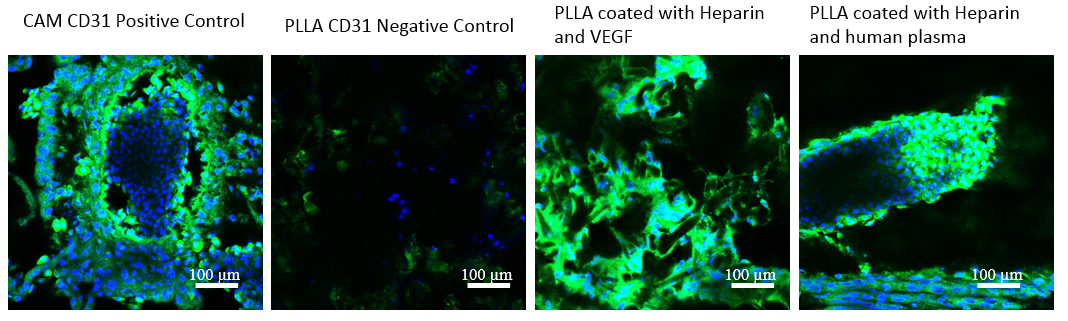 CAM CD31 Positive Control
PLLA CD31 Negative Control
PLLA coated with Heparin
and VEGF
PLLA coated with Heparin
and human plasma
100 μm
100 μm
100 μm
100 μm